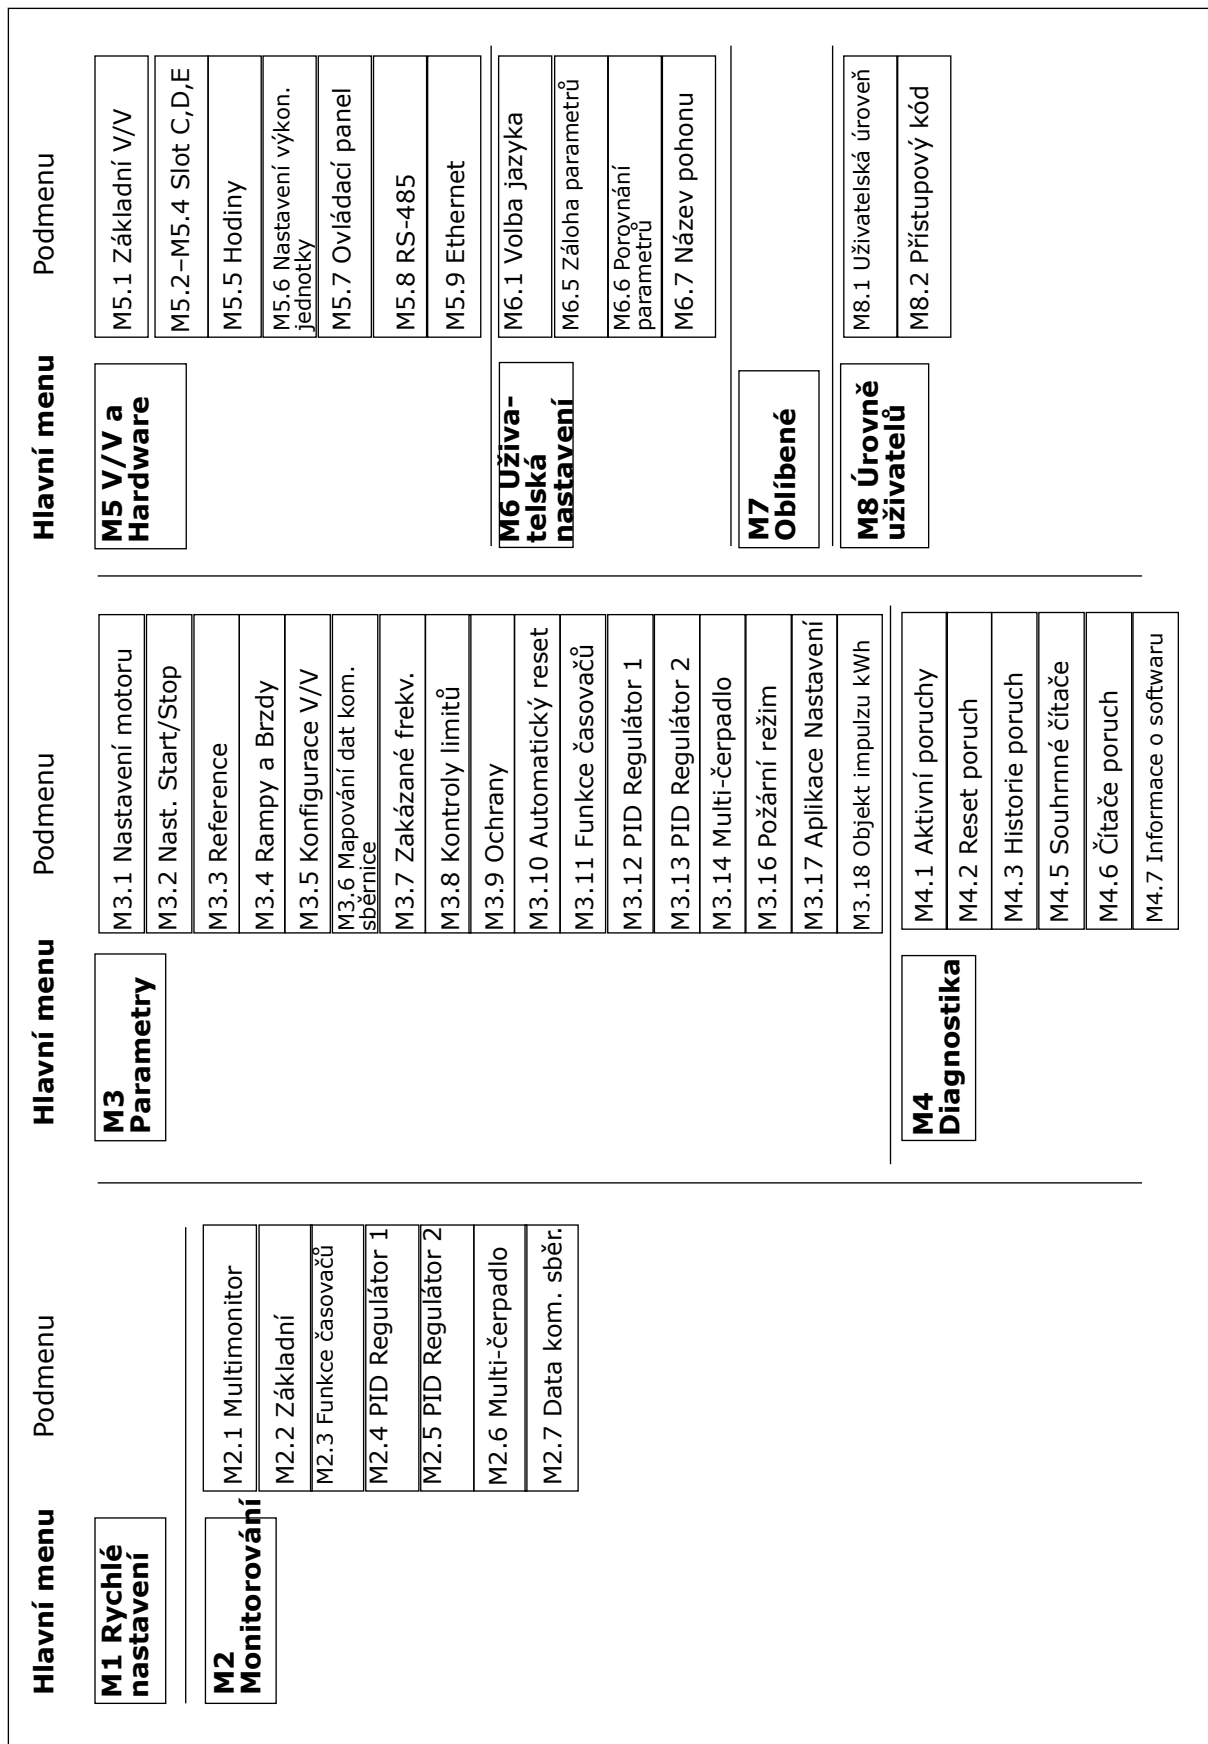 Hlavní menu
Podmenu
M1 Rychlé
nastavení
M2
Monitorování
M2.1 Multimonitor
M2.2 Základní
M2.3 Funkce časovačů
M2.4 PID Regulátor 1
M2.5 PID Regulátor 2
M2.6 Multi-čerpadlo
M2.7 Data kom. sběr.
Hlavní menu
Podmenu
M3
Parametry
M3.1 Nastavení motoru
M3.2 Nast. Start/Stop
M3.3 Reference
M3.4 Rampy a Brzdy
M3.5 Konfigurace V/V
M3.6 Mapování dat kom.
sběrnice
M3.7 Zakázané frekv.
M3.8 Kontroly limitů
M3.9 Ochrany
M3.10 Automatický reset
M3.11 Funkce časovačů
M3.12 PID Regulátor 1
M3.13 PID Regulátor 2
M3.14 Multi-čerpadlo
M3.16 Požární režim
M3.17 Aplikace Nastavení
M3.18 Objekt impulzu kWh
M4
Diagnostika
M4.1 Aktivní poruchy
M4.2 Reset poruch
M4.3 Historie poruch
M4.5 Souhrnné čítače
M4.6 Čítače poruch
M4.7 Informace o softwaru
Hlavní menu
Podmenu
M5 V/V a
Hardware
M5.1 Základní V/V
M5.2–M5.4 Slot C,D,E
M5.5 Hodiny
M5.6 Nastavení výkon.
jednotky
M5.7 Ovládací panel
M5.8 RS-485
M5.9 Ethernet
M6 Uživa-
telská
nastavení
M6.1 Volba jazyka
M6.5 Záloha parametrů
M6.6 Porovnání
parametrů
M6.7 Název pohonu
M7
Oblíbené
M8 Úrovně
uživatelů
M8.1 Uživatelská úroveň
M8.2 Přístupový kód